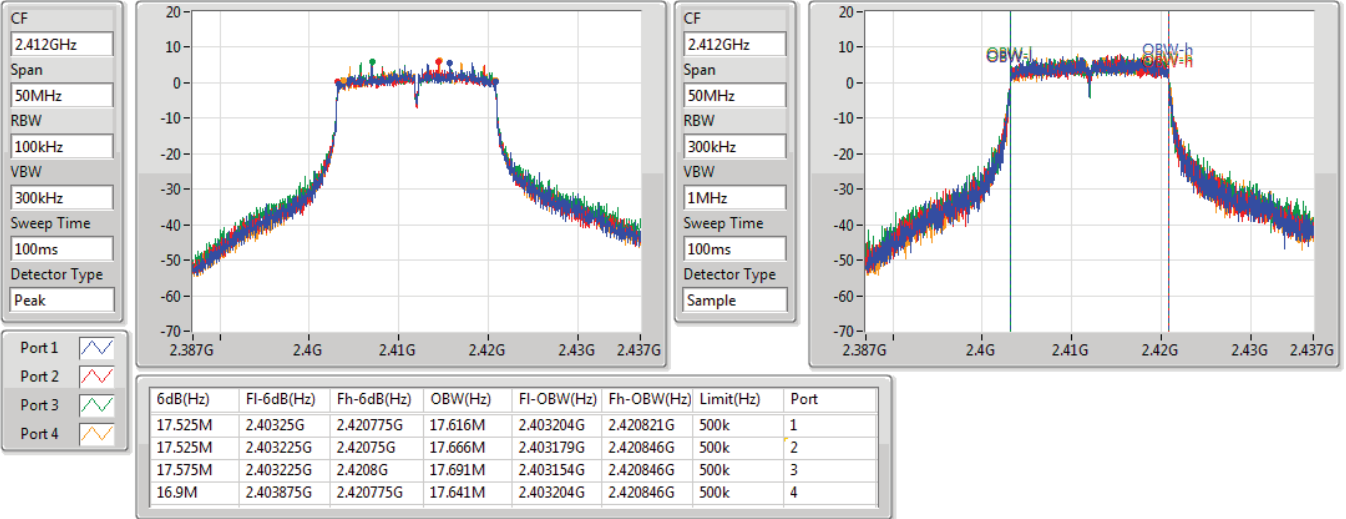 CF
2.412GHz
Span
50MHz
RBW
100kHz
VBW
300kHz
Sweep Time
100ms
Detector Type
Peak
20
10
0
-10
-20
-30
-40
-50
-60
-70
2.387G 2.4G 2.41G 2.42G 2.43G 2.437G
CF
2.412GHz
Span
50MHz
RBW
300kHz
VBW
1MHz
Sweep Time
100ms
Detector Type
Sample
20
10
0
-10
-20
-30
-40
-50
-60
-70
OBW-l
OBW-h
OBW-h
2.387G 2.4G 2.41G 2.42G 2.43G 2.437G
Port 1
Port 2
Port 3
Port 4
6dB(Hz) Fl-6dB(Hz) Fh-6dB(Hz) OBW(Hz) Fl-OBW(Hz) Fh-OBW(Hz) Limit(Hz) Port
17.525M 2.40325G 2.420775G 17.616M 2.403204G 2.420821G 500k 1
17.525M 2.403225G 2.42075G 17.666M 2.403179G 2.420846G 500k 2
17.575M 2.403225G 2.4208G 17.691M 2.403154G 2.420846G 500k 3
16.9M 2.403875G 2.420775G 17.641M 2.403204G 2.420846G 500k 4